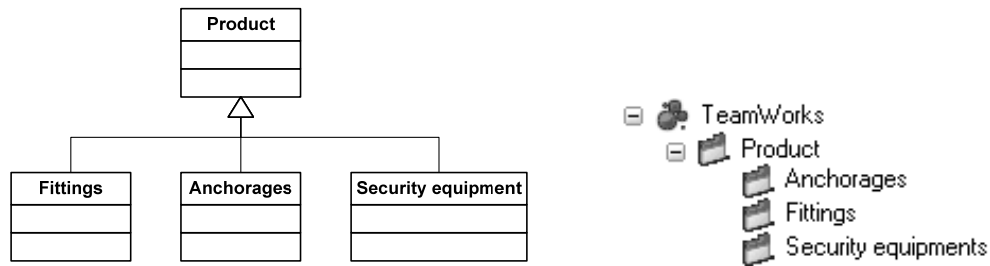 Product
Fittings
Anchorages
Security equipment
TeamWorks
Product
Anchorages
Fittings
Security equipments